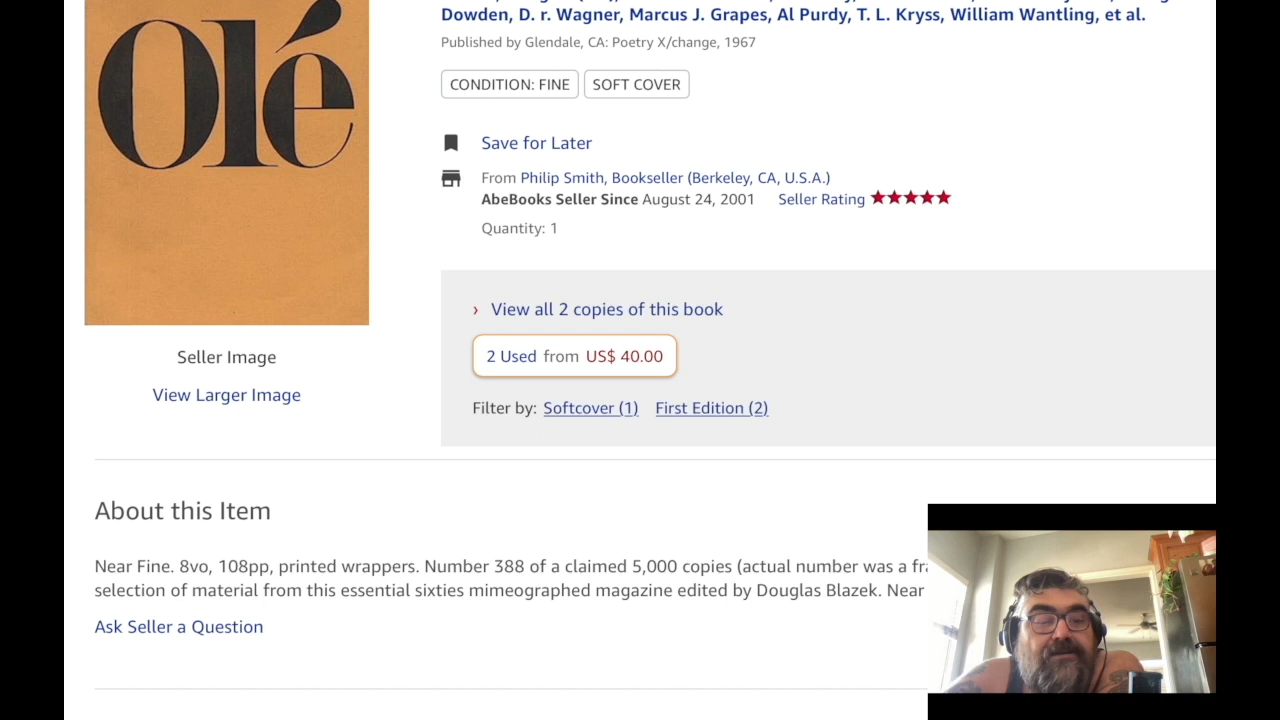 Olé
Dowden, D. r. Wagner, Marcus J. Grapes, Al Purdy, T. L. Kryss, William Wantling, et al.
Published by Glendale, CA: Poetry X/change, 1967
CONDITION: FINE SOFT COVER
Save for Later
From Philip Smith, Bookseller (Berkeley, CA, U.S.A.)
AbeBooks Seller Since August 24, 2001 Seller Rating
Quantity: 1
› View all 2 copies of this book
2 Used from US$ 40.00
Filter by: Softcover (1) First Edition (2)
Seller Image
View Larger Image
About this Item
Near Fine. 8vo, 108pp, printed wrappers. Number 388 of a claimed 5,000 copies (actual number was a
selection of material from this essential sixties mimeographed magazine edited by Douglas Blazek. Near
Ask Seller a Question